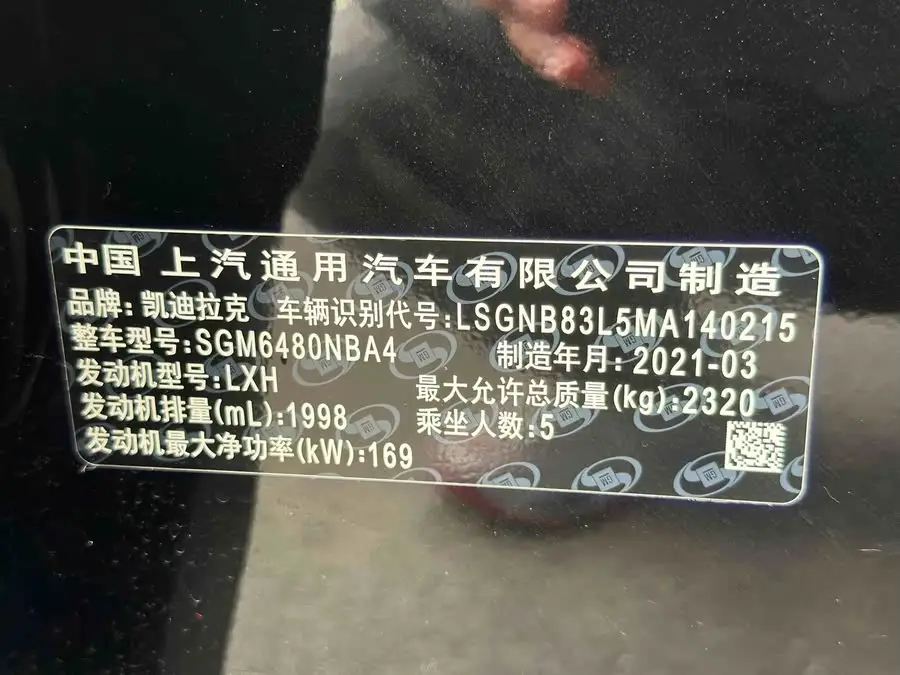 中国 上汽通用汽车有限公司制造
品牌: 凯迪拉克 车辆识别代号:LSGNB83L5MA140215
整车型号:SGM6480NBA4 制造年月: 2021-03
发动机型号:LXH 最大允许总质量(kg):2320
发动机排量(mL):1998 乘坐人数:5
发动机最大净功率(kW):169